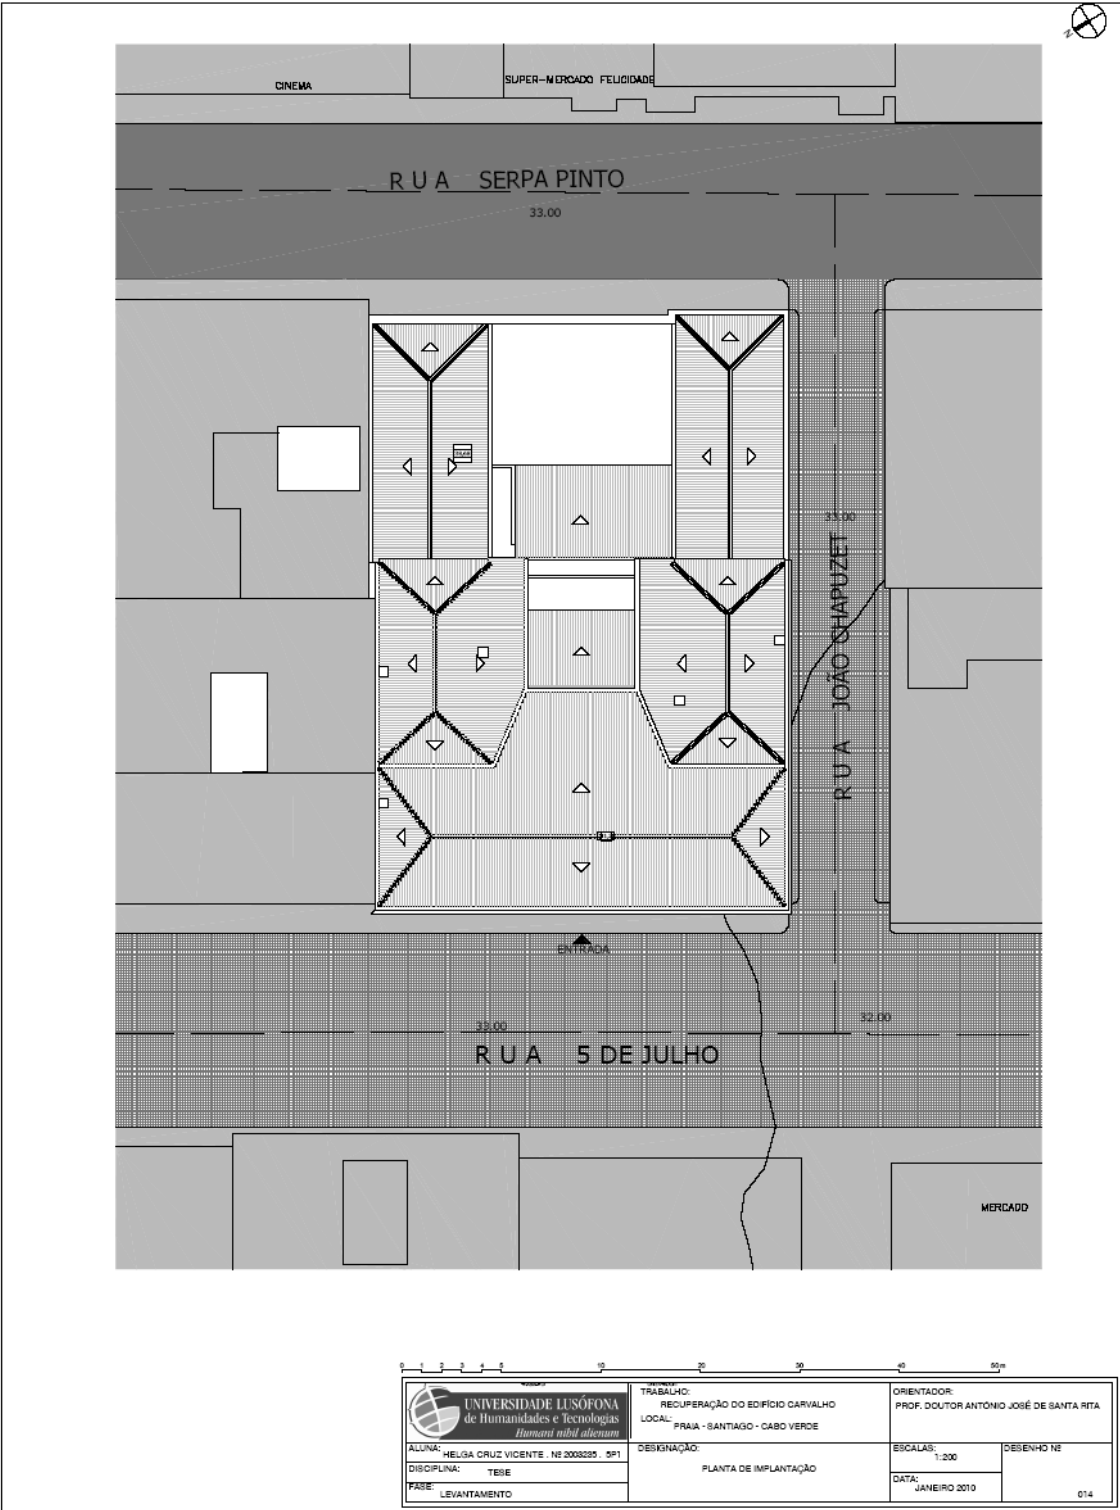 N
CINEMA
SUPER-MERCADO FELICIDADE
RUA SERPA PINTO
33.00
33.00
RUA JOÃO CHAPUZET
ENTRADA
33.00
32.00
RUA 5 DE JULHO
MERCADO
0 1 2 3 4 5 10 20 30 40 50m
UNIVERSIDADE LUSÓFONA
de Humanidades e Tecnologias
Humani nihil alienum
TRABALHO:
RECUPERAÇÃO DO EDIFÍCIO CARVALHO
LOCAL: PRAIA - SANTIAGO - CABO VERDE
ORIENTADOR:
PROF. DOUTOR ANTÓNIO JOSÉ DE SANTA RITA
ALUNA: HELGA CRUZ VICENTE . Nº 2003235 . 5P1
DISCIPLINA: TESE
FASE: LEVANTAMENTO
DESIGNAÇÃO:
PLANTA DE IMPLANTAÇÃO
ESCALAS:
1:200
DATA:
JANEIRO 2010
DESENHO Nº
014